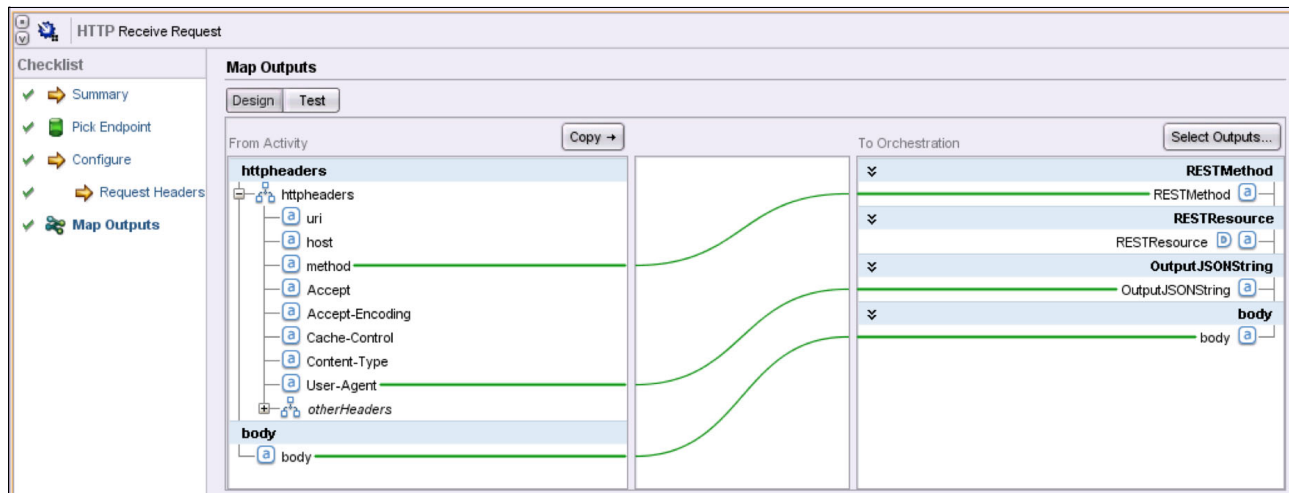 HTTP Receive Request
Checklist
Summary
Pick Endpoint
Configure
Request Headers
Map Outputs
Map Outputs
Design Test
From Activity Copy → To Orchestration Select Outputs...
httpheaders RESTMethod
httpheaders RESTMethod a
a uri RESTResource
a host RESTResource D a
a method OutputJSONString
a Accept OutputJSONString a
a Accept-Encoding body
a Cache-Control body a
a Content-Type
a User-Agent
otherHeaders
body
a body